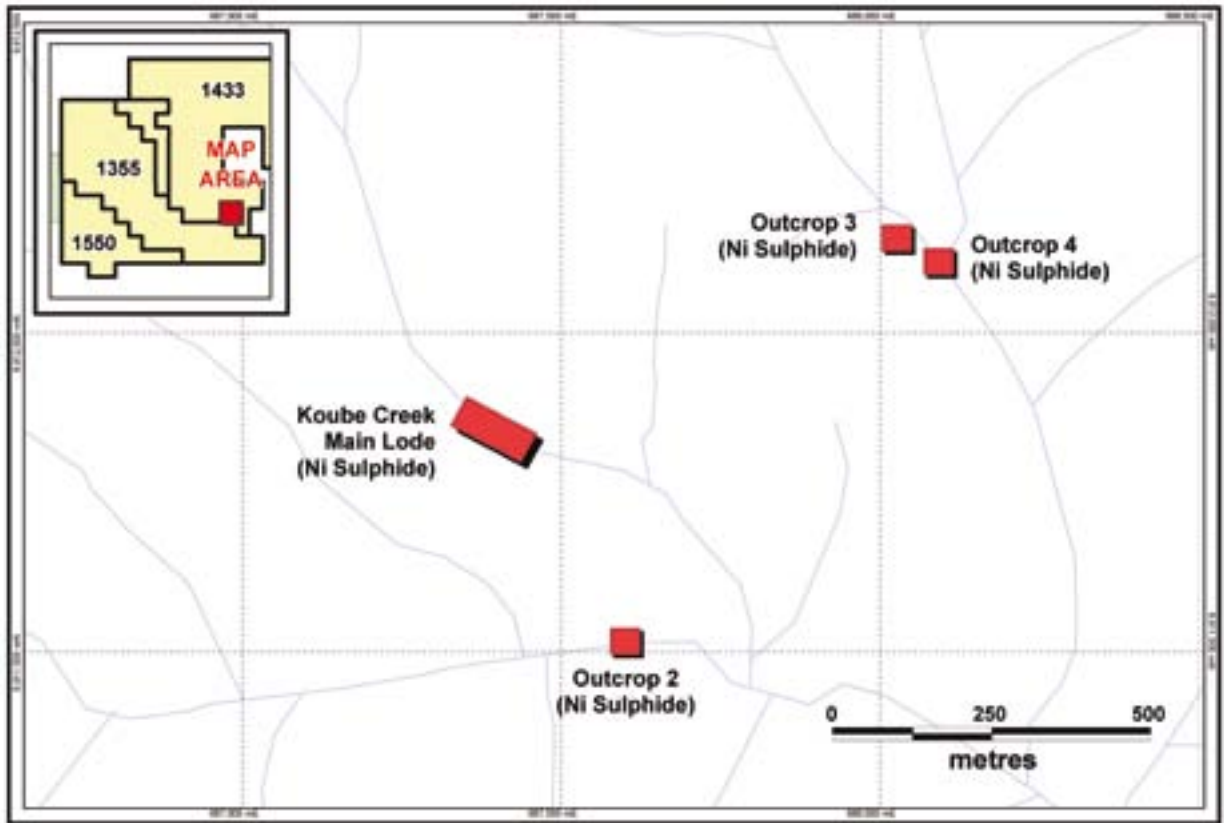 1433
MAP
AREA
1355
1550
Outcrop 3
(Ni Sulphide)
Outcrop 4
(Ni Sulphide)
Koube Creek
Main Lode
(Ni Sulphide)
Outcrop 2
(Ni Sulphide)
0 250 500
metres